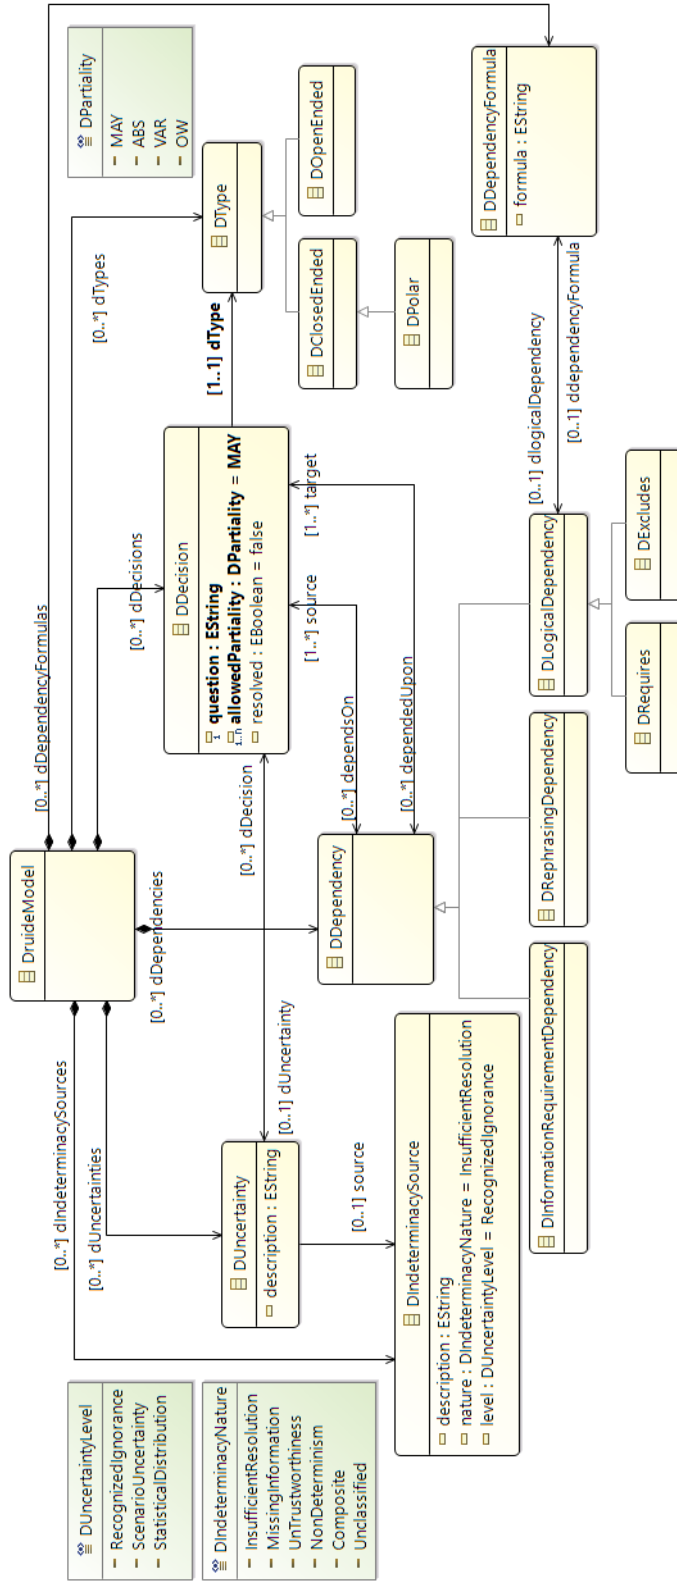 DUncertaintyLevel
RecognizedIgnorance
ScenarioUncertainty
StatisticalDistribution
DIndeterminacyNature
InsufficientResolution
MissingInformation
UnTrustworthiness
NonDeterminism
Composite
Unclassified
DruideModel
[0..*] dIndeterminacySources
[0..*] dUncertainties
[0..*] dDependencies
[0..*] dDependencyFormulas
[0..*] dDecisions
[0..*] dTypes
DPartiality
MAY
ABS
VAR
OW
DUncertainty
description : EString
[0..1] dUncertainty
[0..*] dDecision
[0..1] source
DDecision
1 question : EString
1..n allowedPartiality : DPartiality = MAY
resolved : EBoolean = false
[1..1] dType
DType
DClosedEnded
DOpenEnded
DPolar
[1..*] source
[1..*] target
[0..*] dependsOn
[0..*] dependedUpon
DDependency
DIndeterminacySource
description : EString
nature : DIndeterminacyNature = InsufficientResolution
level : DUncertaintyLevel = RecognizedIgnorance
DInformationRequirementDependency
DRephrasingDependency
DLogicalDependency
[0..1] dlogicalDependency
[0..1] ddependencyFormula
DDependencyFormula
formula : EString
DRequires
DExcludes